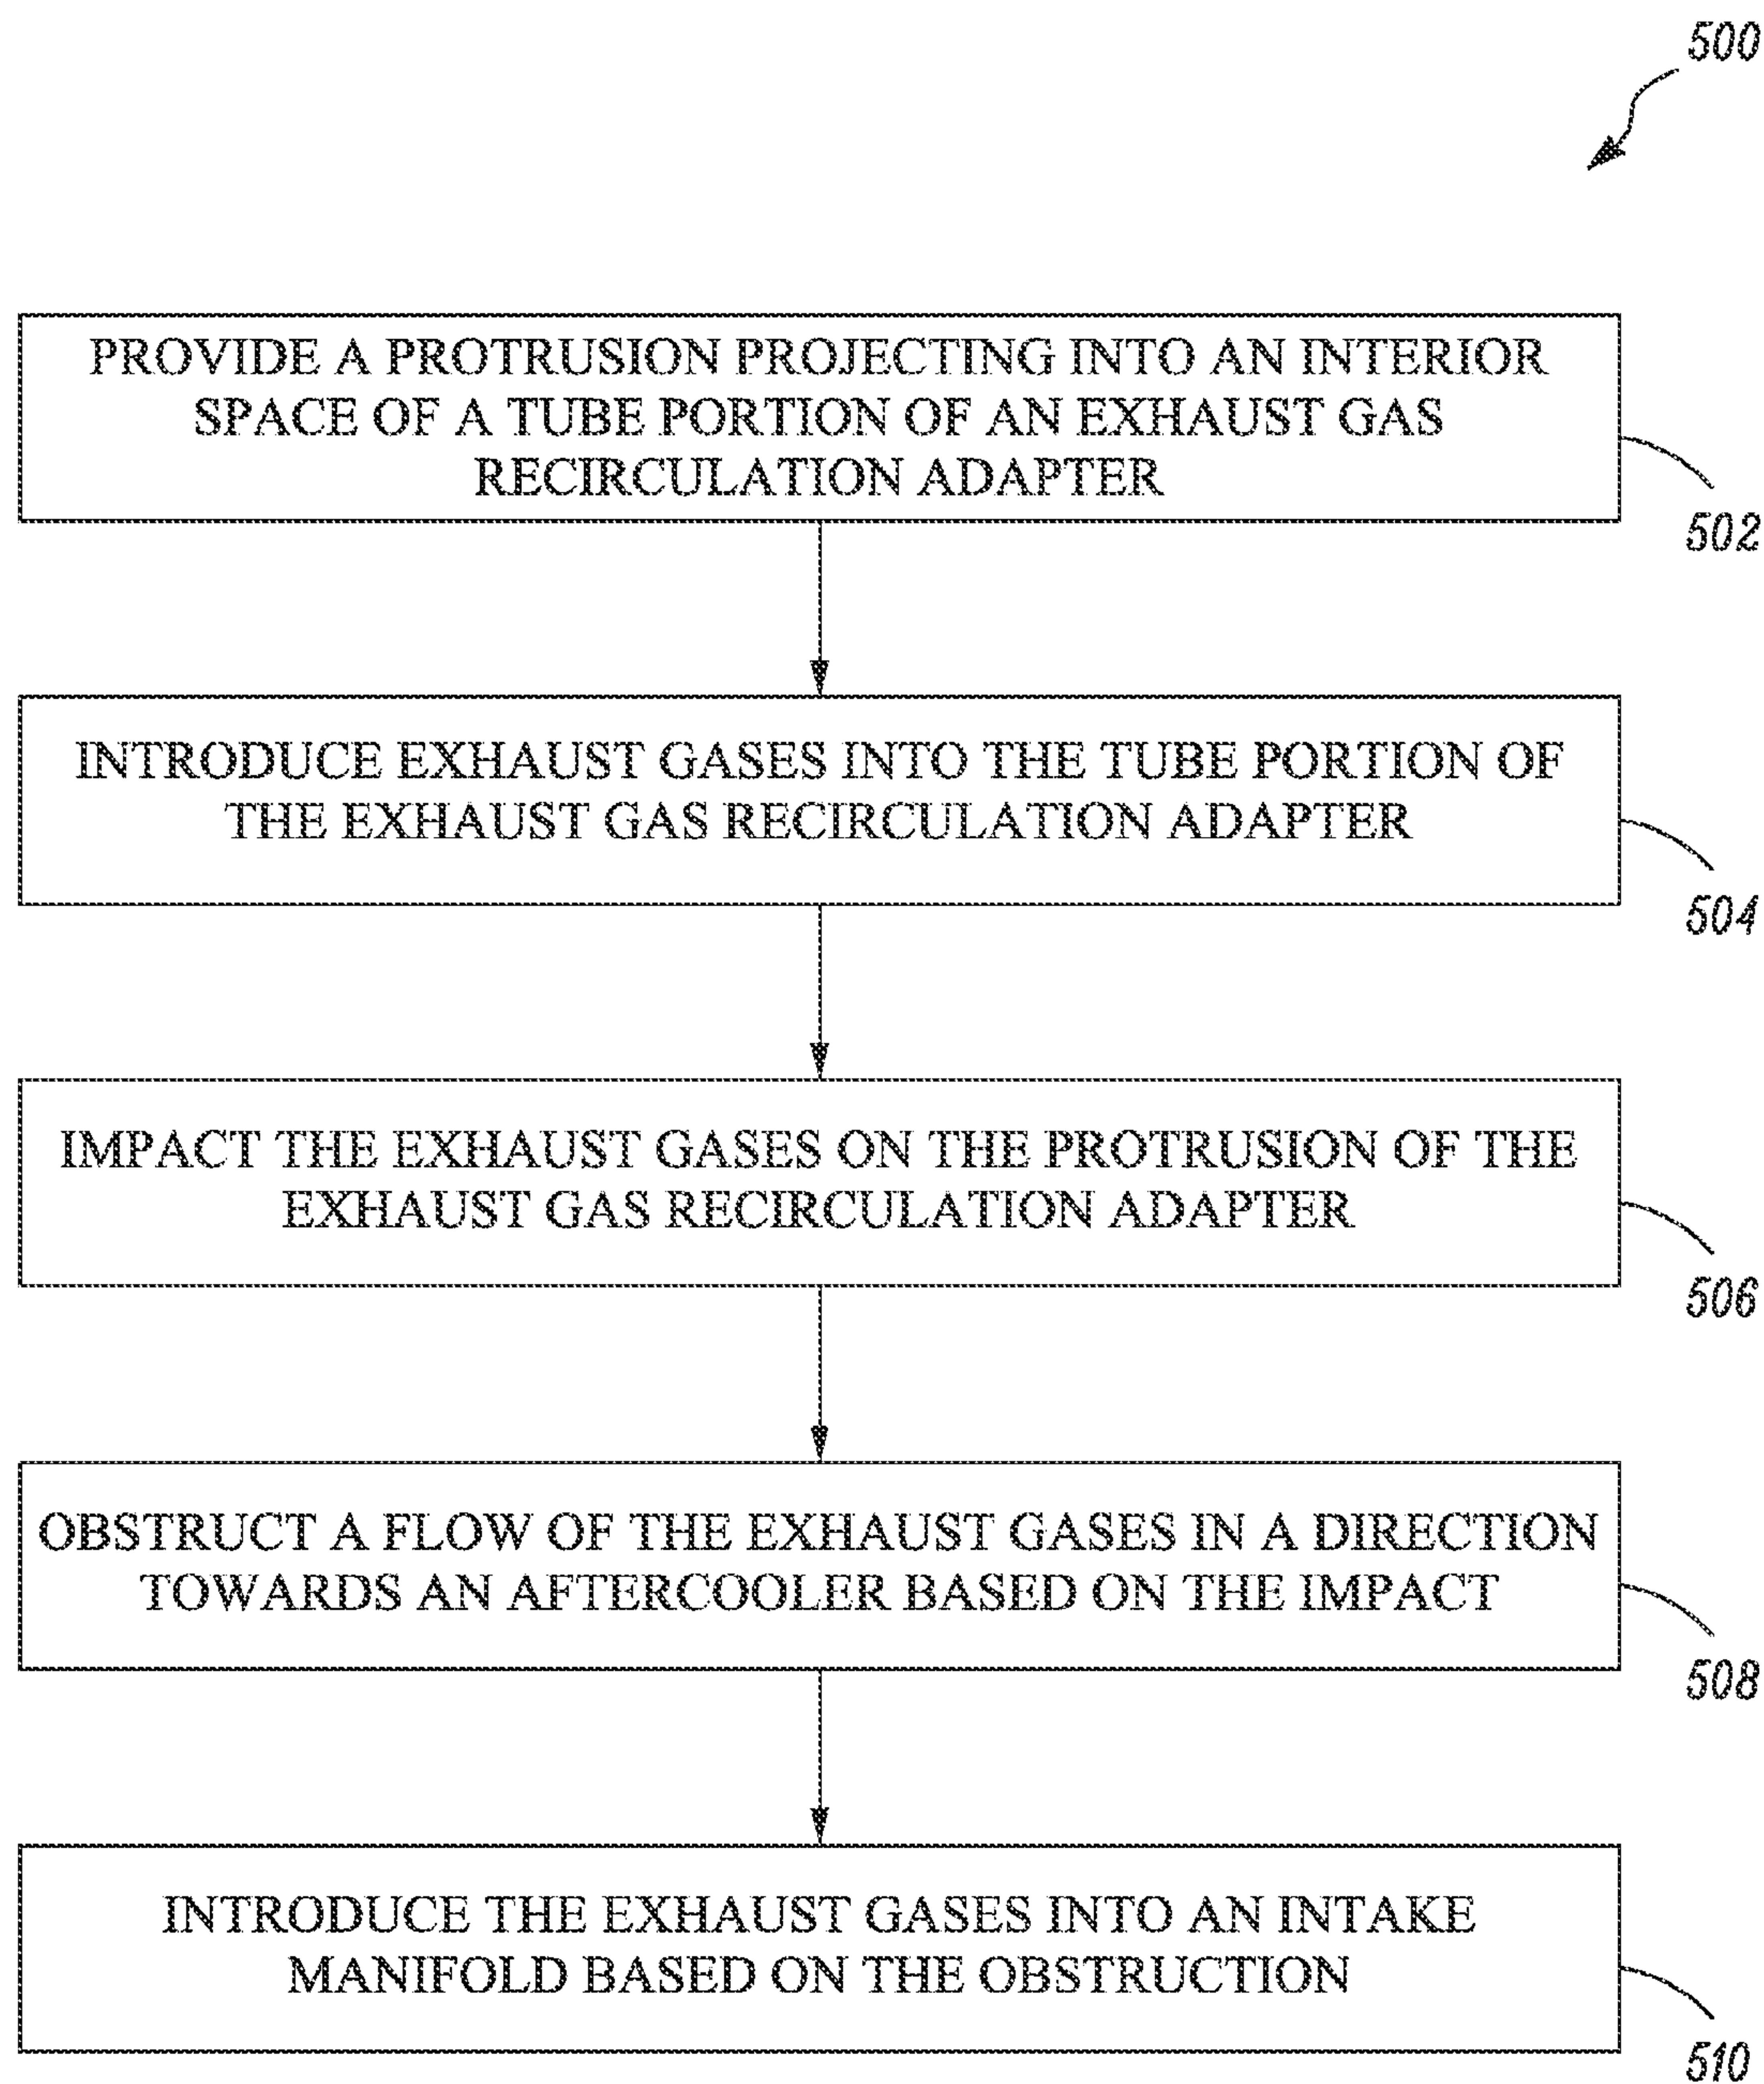 500
PROVIDE A PROTRUSION PROJECTING INTO AN INTERIOR
SPACE OF A TUBE PORTION OF AN EXHAUST GAS
RECIRCULATION ADAPTER
502
INTRODUCE EXHAUST GASES INTO THE TUBE PORTION OF
THE EXHAUST GAS RECIRCULATION ADAPTER
504
IMPACT THE EXHAUST GASES ON THE PROTRUSION OF THE
EXHAUST GAS RECIRCULATION ADAPTER
506
OBSTRUCT A FLOW OF THE EXHAUST GASES IN A DIRECTION
TOWARDS AN AFTERCOOLER BASED ON THE IMPACT
508
INTRODUCE THE EXHAUST GASES INTO AN INTAKE
MANIFOLD BASED ON THE OBSTRUCTION
510